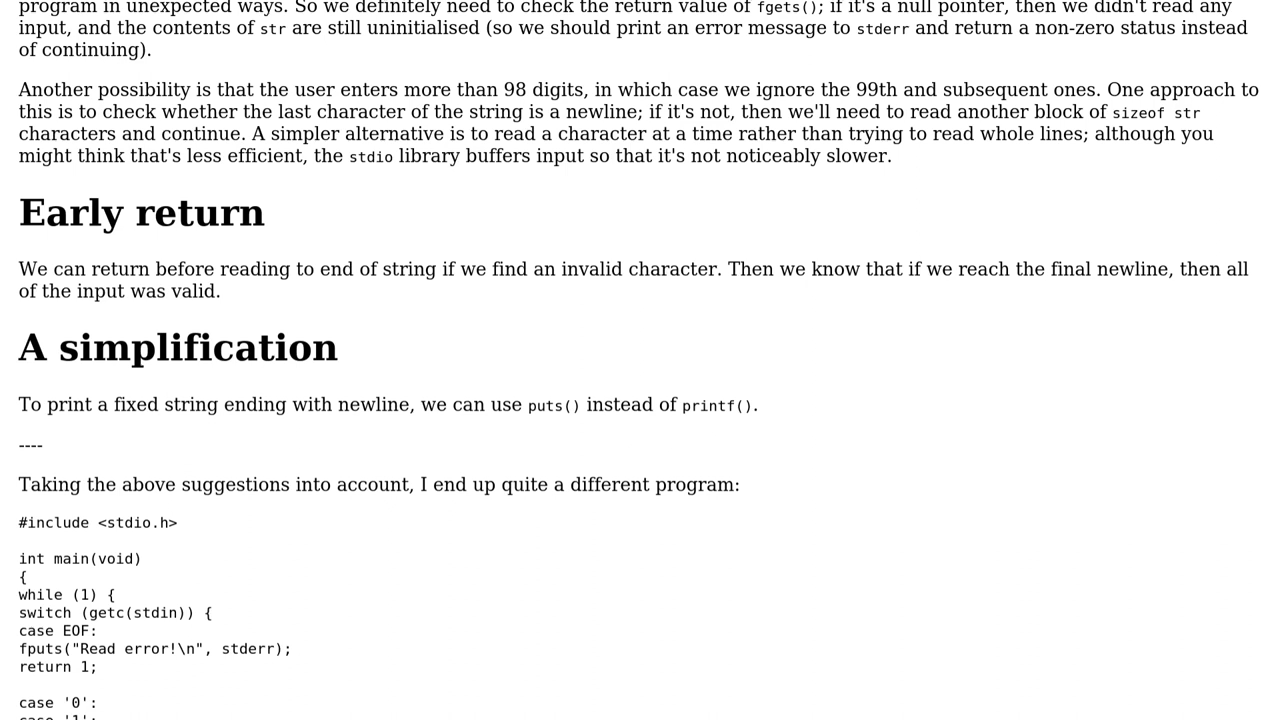 program in unexpected ways. So we definitely need to check the return value of fgets(); if it's a null pointer, then we didn't read any
input, and the contents of str are still uninitialised (so we should print an error message to stderr and return a non-zero status instead
of continuing).
Another possibility is that the user enters more than 98 digits, in which case we ignore the 99th and subsequent ones. One approach to
this is to check whether the last character of the string is a newline; if it's not, then we'll need to read another block of sizeof str
characters and continue. A simpler alternative is to read a character at a time rather than trying to read whole lines; although you
might think that's less efficient, the stdio library buffers input so that it's not noticeably slower.
Early return
We can return before reading to end of string if we find an invalid character. Then we know that if we reach the final newline, then all
of the input was valid.
A simplification
To print a fixed string ending with newline, we can use puts() instead of printf().
----
Taking the above suggestions into account, I end up quite a different program:
#include <stdio.h>
int main(void)
{
while (1) {
switch (getc(stdin)) {
case EOF:
fputs("Read error!\n", stderr);
return 1;
case '0':
case '1':